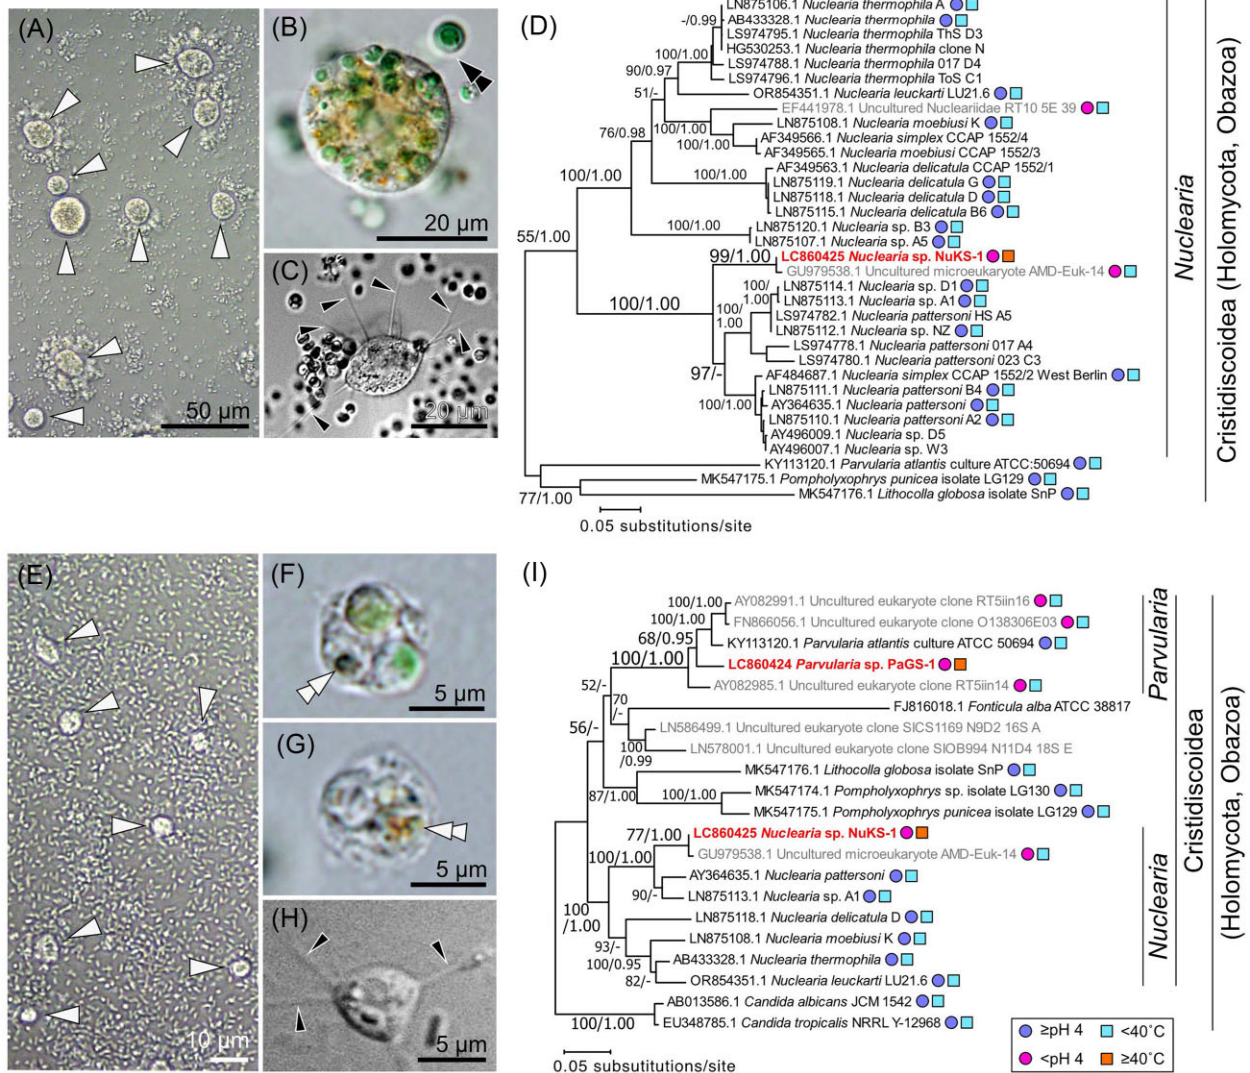 (A)
50 µm
(B)
20 µm
(C)
20 µm
(D)
LN875106.1 Nuclearia thermophila A
-/0.99
AB433328.1 Nuclearia thermophila
LS974795.1 Nuclearia thermophila ThS D3
HG530253.1 Nuclearia thermophila clone N
LS974788.1 Nuclearia thermophila 017 D4
90/0.97
LS974796.1 Nuclearia thermophila ToS C1
51/-
OR854351.1 Nuclearia leuckarti LU21.6
EF441978.1 Uncultured Nucleariidae RT10 5E 39
76/0.98
100/1.00
LN875108.1 Nuclearia moebiusi K
AF349566.1 Nuclearia simplex CCAP 1552/4
100/1.00
AF349565.1 Nuclearia moebiusi CCAP 1552/3
AF349563.1 Nuclearia delicatula CCAP 1552/1
100/1.00
100/1.00
LN875119.1 Nuclearia delicatula G
LN875118.1 Nuclearia delicatula D
LN875115.1 Nuclearia delicatula B6
100/1.00
LN875120.1 Nuclearia sp. B3
55/1.00
LN875107.1 Nuclearia sp. A5
99/1.00
LC860425 Nuclearia sp. NuKS-1
GU979538.1 Uncultured microeukaryote AMD-Euk-14
100/
1.00
LN875114.1 Nuclearia sp. D1
100/1.00
LN875113.1 Nuclearia sp. A1
100/
1.00
LS974782.1 Nuclearia pattersoni HS A5
LN875112.1 Nuclearia sp. NZ
LS974778.1 Nuclearia pattersoni 017 A4
LS974780.1 Nuclearia pattersoni 023 C3
97/-
AF484687.1 Nuclearia simplex CCAP 1552/2 West Berlin
LN875111.1 Nuclearia pattersoni B4
100/1.00
AY364635.1 Nuclearia pattersoni
LN875110.1 Nuclearia pattersoni A2
AY496009.1 Nuclearia sp. D5
AY496007.1 Nuclearia sp. W3
KY113120.1 Parvularia atlantis culture ATCC:50694
77/1.00
MK547175.1 Pompholyxophrys punicea isolate LG129
MK547176.1 Lithocolla globosa isolate SnP
0.05 substitutions/site
Nuclearia
Cristidiscoidea (Holomycota, Obazoa)
(E)
10 µm
(F)
5 µm
(G)
5 µm
(H)
5 µm
(I)
100/1.00
AY082991.1 Uncultured eukaryote clone RT5iin16
100/1.00
FN866056.1 Uncultured eukaryote clone O138306E03
68/0.95
KY113120.1 Parvularia atlantis culture ATCC 50694
100/1.00
LC860424 Parvularia sp. PaGS-1
52/-
AY082985.1 Uncultured eukaryote clone RT5iin14
70
/-
FJ816018.1 Fonticula alba ATCC 38817
56/-
LN586499.1 Uncultured eukaryote clone SICS1169 N9D2 16S A
100
/0.99
LN578001.1 Uncultured eukaryote clone SIOB994 N11D4 18S E
MK547176.1 Lithocolla globosa isolate SnP
87/1.00
100/1.00
MK547174.1 Pompholyxophrys sp. isolate LG130
MK547175.1 Pompholyxophrys punicea isolate LG129
77/1.00
LC860425 Nuclearia sp. NuKS-1
100/1.00
GU979538.1 Uncultured microeukaryote AMD-Euk-14
AY364635.1 Nuclearia pattersoni
90/-
LN875113.1 Nuclearia sp. A1
100
/1.00
LN875118.1 Nuclearia delicatula D
93/-
LN875108.1 Nuclearia moebiusi K
100/0.95
AB433328.1 Nuclearia thermophila
82/-
OR854351.1 Nuclearia leuckarti LU21.6
AB013586.1 Candida albicans JCM 1542
100/1.00
EU348785.1 Candida tropicalis NRRL Y-12968
0.05 substitutions/site
Parvularia
Nuclearia
Cristidiscoidea
(Holomycota, Obazoa)
≥pH 4
<40˚C
<pH 4
≥40˚C